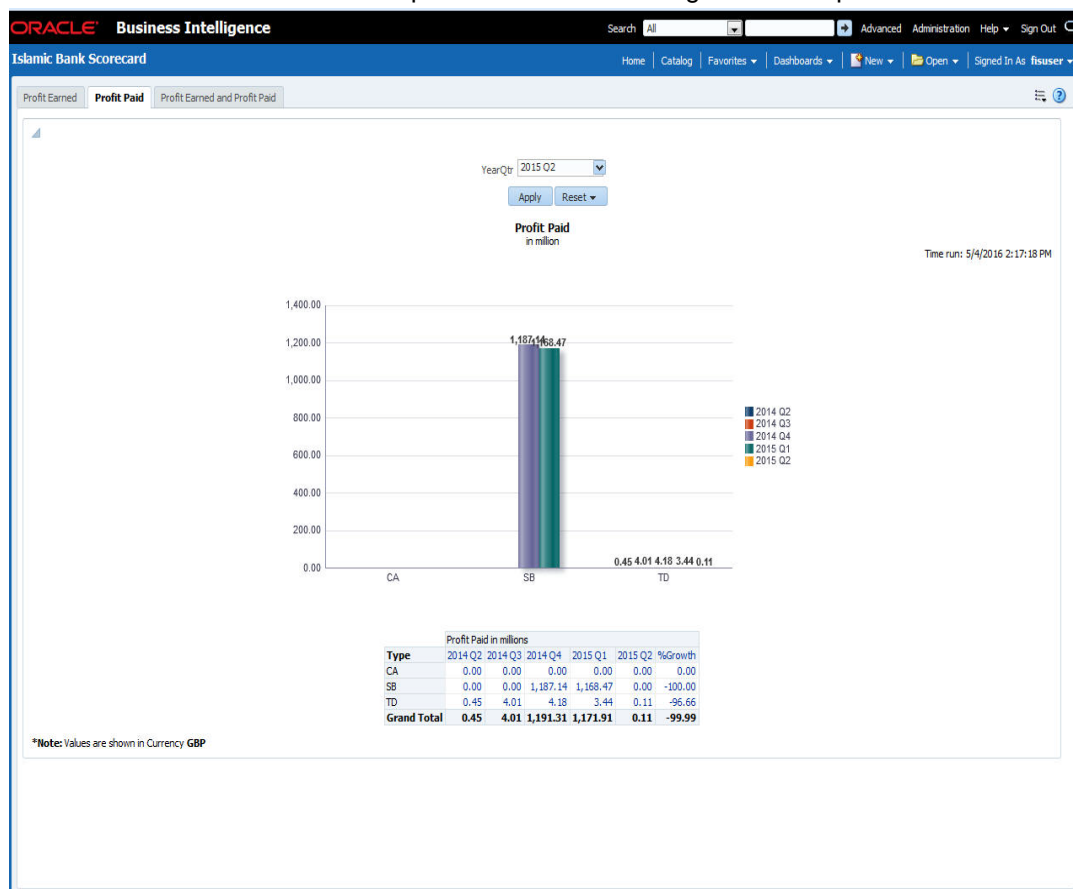 ORACLE Business Intelligence Search All Advanced Administration Help Sign Out
Islamic Bank Scorecard Home Catalog Favorites Dashboards New Open Signed In As fisuser
Profit Earned Profit Paid Profit Earned and Profit Paid
YearQtr 2015 Q2
Apply Reset
Profit Paid
in million
Time run: 5/4/2016 2:17:18 PM
1,400.00
1,200.00
1,000.00
800.00
600.00
400.00
200.00
0.00
1,187.14 1,168.47
0.45 4.01 4.18 3.44 0.11
CA SB TD
2014 Q2
2014 Q3
2014 Q4
2015 Q1
2015 Q2
Profit Paid in millions
Type 2014 Q2 2014 Q3 2014 Q4 2015 Q1 2015 Q2 %Growth
CA 0.00 0.00 0.00 0.00 0.00 0.00
SB 0.00 0.00 1,187.14 1,168.47 0.00 -100.00
TD 0.45 4.01 4.18 3.44 0.11 -96.66
Grand Total 0.45 4.01 1,191.31 1,171.91 0.11 -99.99
*Note: Values are shown in Currency GBP